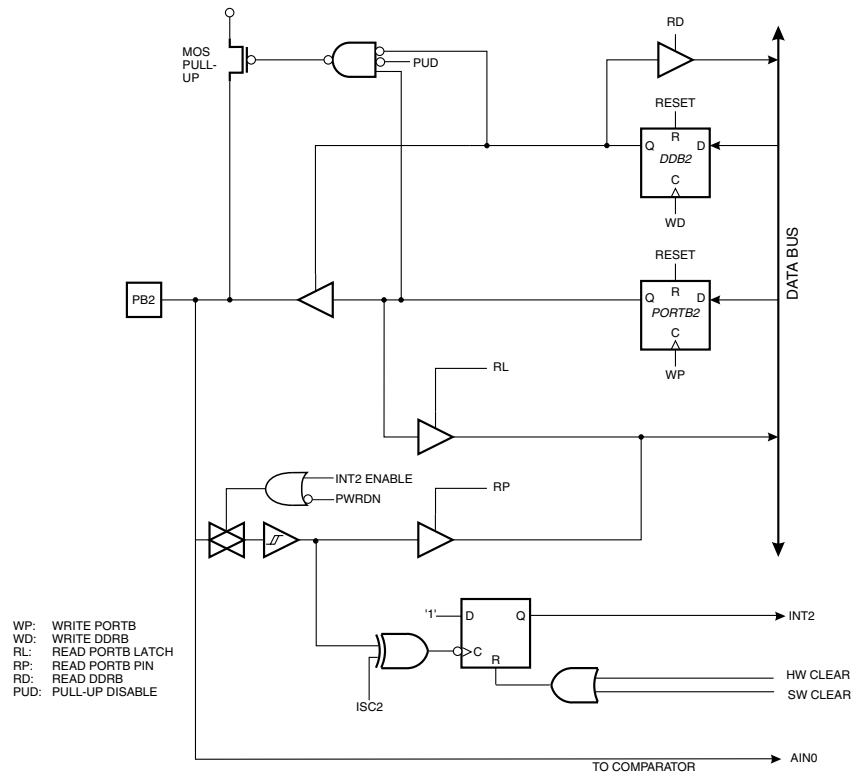 RD
MOS
PULL-
UP
PUD
RESET
R
Q
D
DDB2
C
WD
DATA BUS
RESET
R
PB2
Q
D
PORTB2
C
WP
RL
INT2 ENABLE
RP
PWRDN
'1'
D
Q
INT2
WP: WRITE PORTB
WD: WRITE DDRB
RL: READ PORTB LATCH
RP: READ PORTB PIN
RD: READ DDRB
PUD: PULL-UP DISABLE
C
R
HW CLEAR
SW CLEAR
ISC2
TO COMPARATOR
AIN0